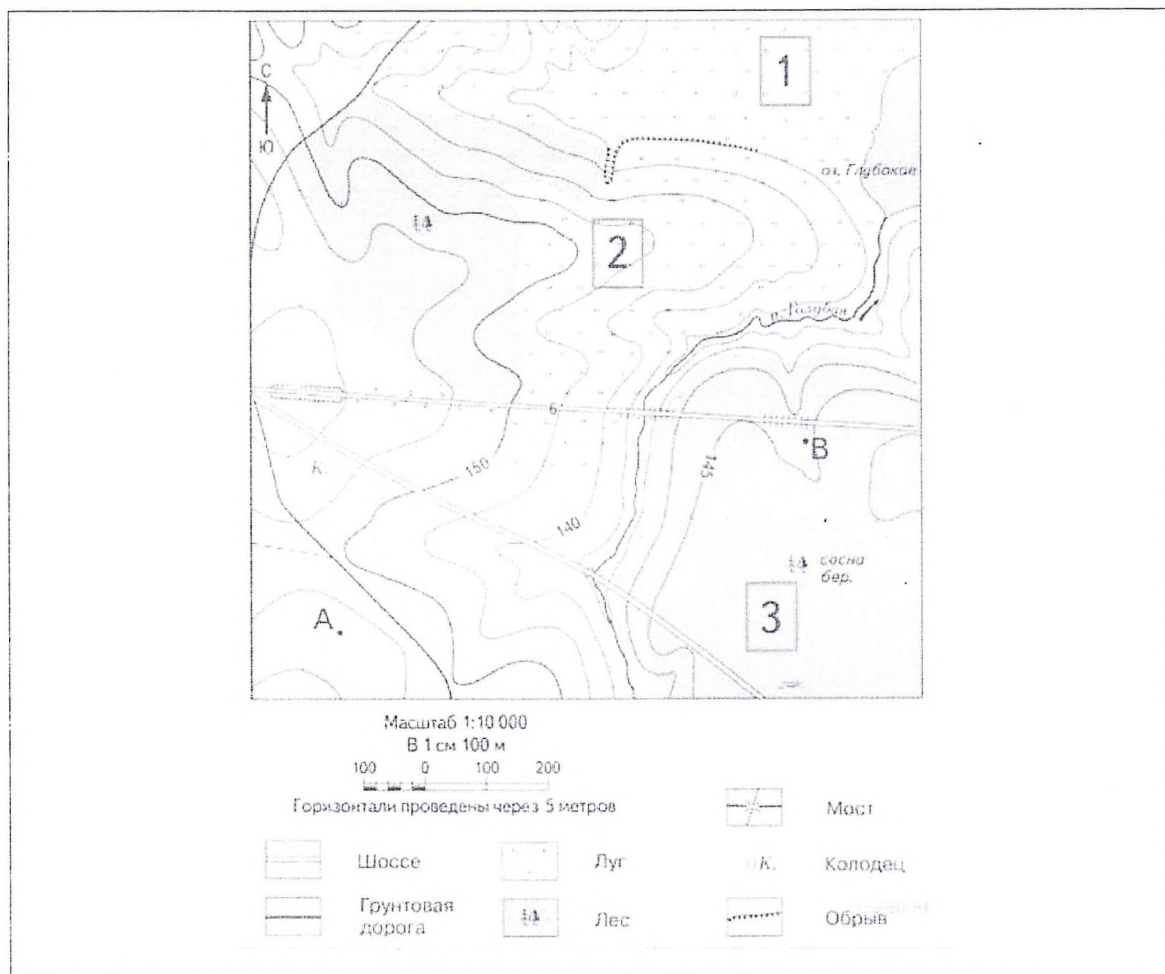 1
С
Ю
оз. Глубокое
2
р. Голубая
6
К.
150
145
В
140
сосна
бер.
А
3
Масштаб 1:10 000
В 1 см 100 м
100 0 100 200
Горизонтали проведены через 5 метров
Мост
Шоссе
Луг
К. Колодец
Грунтовая
дорога
Лес
Обрыв